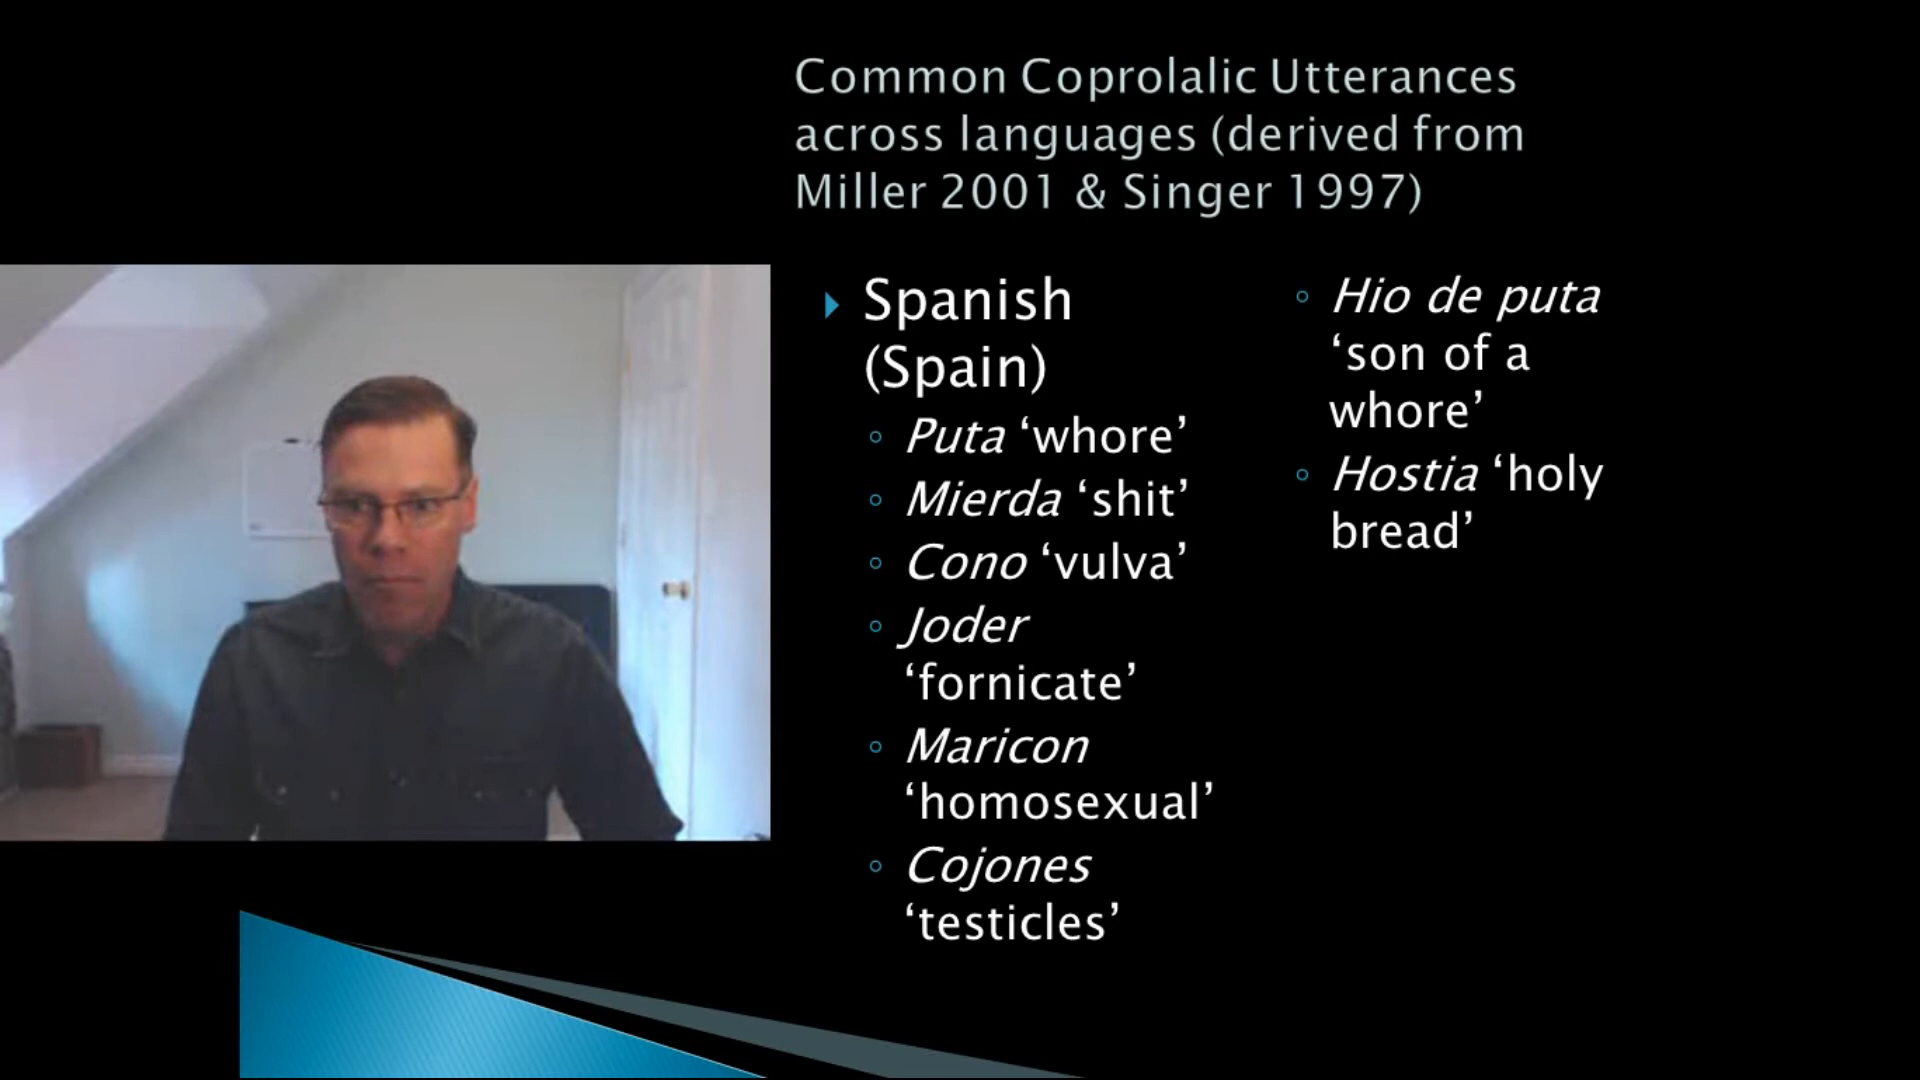 Common Coprolalic Utterances
across languages (derived from
Miller 2001 & Singer 1997)
Spanish
(Spain)
Puta ‘whore’
Mierda ‘shit’
Cono ‘vulva’
Joder
‘fornicate’
Maricon
‘homosexual’
Cojones
‘testicles’
Hio de puta
‘son of a
whore’
Hostia ‘holy
bread’